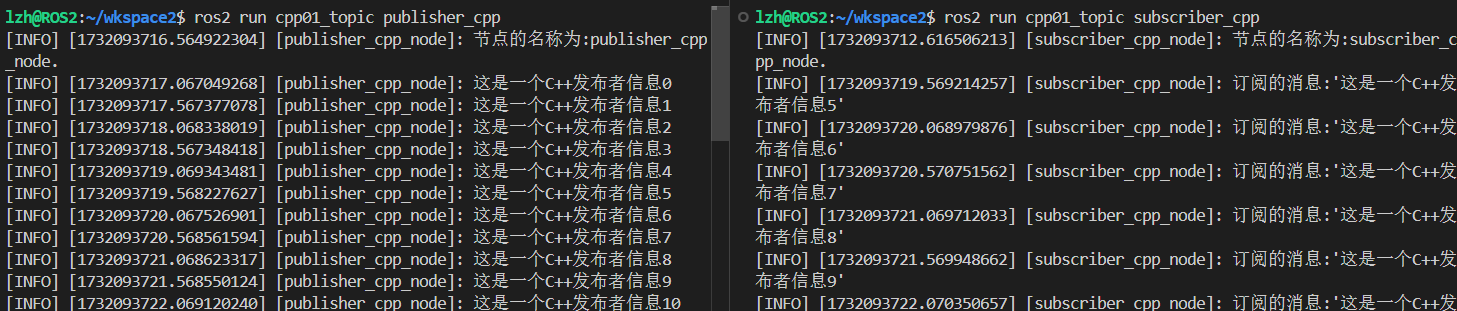 lzh@ROS2:~/wkspace2$ ros2 run cpp01_topic publisher_cpp
[INFO] [1732093716.564922304] [publisher_cpp_node]: 节点的名称为:publisher_cpp
_node.
[INFO] [1732093717.067049268] [publisher_cpp_node]: 这是一个C++发布者信息0
[INFO] [1732093717.567377078] [publisher_cpp_node]: 这是一个C++发布者信息1
[INFO] [1732093718.068338019] [publisher_cpp_node]: 这是一个C++发布者信息2
[INFO] [1732093718.567348418] [publisher_cpp_node]: 这是一个C++发布者信息3
[INFO] [1732093719.069343481] [publisher_cpp_node]: 这是一个C++发布者信息4
[INFO] [1732093719.568227627] [publisher_cpp_node]: 这是一个C++发布者信息5
[INFO] [1732093720.067526901] [publisher_cpp_node]: 这是一个C++发布者信息6
[INFO] [1732093720.568561594] [publisher_cpp_node]: 这是一个C++发布者信息7
[INFO] [1732093721.068623317] [publisher_cpp_node]: 这是一个C++发布者信息8
[INFO] [1732093721.568550124] [publisher_cpp_node]: 这是一个C++发布者信息9
[INFO] [1732093722.069120240] [publisher_cpp_node]: 这是一个C++发布者信息10
lzh@ROS2:~/wkspace2$ ros2 run cpp01_topic subscriber_cpp
[INFO] [1732093712.616506213] [subscriber_cpp_node]: 节点的名称为:subscriber_c
pp_node.
[INFO] [1732093719.569214257] [subscriber_cpp_node]: 订阅的消息:'这是一个C++发
布者信息5'
[INFO] [1732093720.068979876] [subscriber_cpp_node]: 订阅的消息:'这是一个C++发
布者信息6'
[INFO] [1732093720.570751562] [subscriber_cpp_node]: 订阅的消息:'这是一个C++发
布者信息7'
[INFO] [1732093721.069712033] [subscriber_cpp_node]: 订阅的消息:'这是一个C++发
布者信息8'
[INFO] [1732093721.569948662] [subscriber_cpp_node]: 订阅的消息:'这是一个C++发
布者信息9'
[INFO] [1732093722.070350657] [subscriber_cpp_node]: 订阅的消息:'这是一个C++发